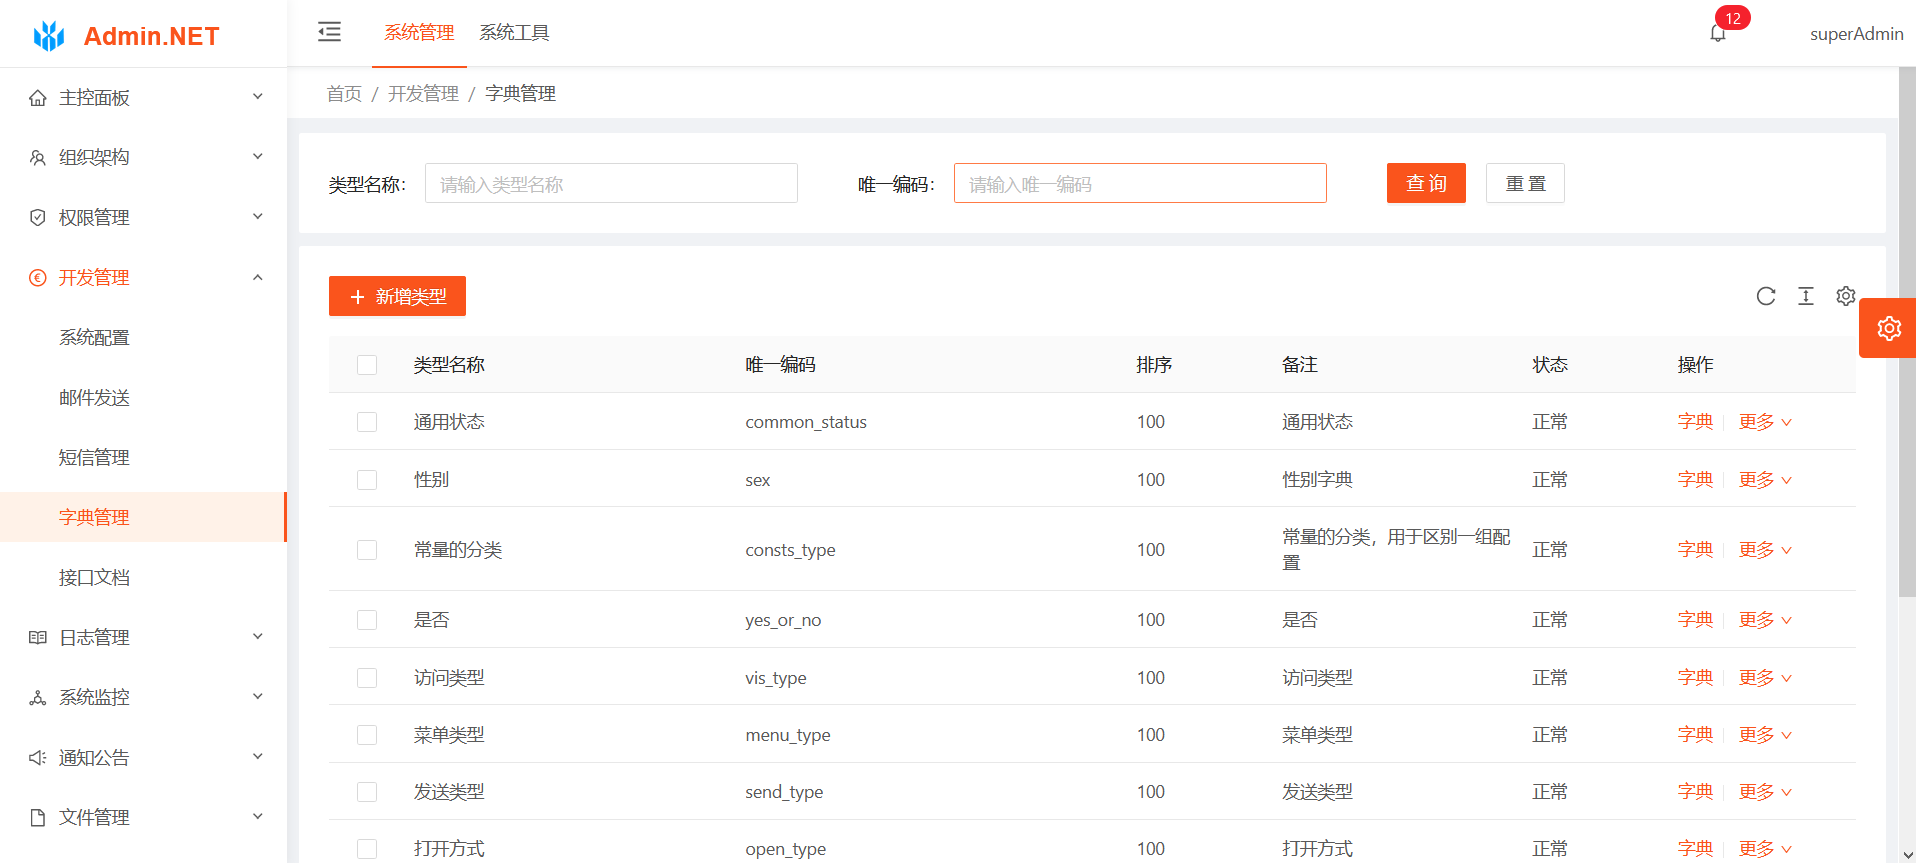 Admin.NET
系统管理 系统工具
12
superAdmin
首页 / 开发管理 / 字典管理
主控面板
组织架构
权限管理
开发管理
系统配置
邮件发送
短信管理
字典管理
接口文档
日志管理
系统监控
通知公告
文件管理
类型名称: 请输入类型名称 唯一编码: 请输入唯一编码 查询 重置
+ 新增类型
类型名称 唯一编码 排序 备注 状态 操作
通用状态 common_status 100 通用状态 正常 字典 更多
性别 sex 100 性别字典 正常 字典 更多
常量的分类 consts_type 100 常量的分类，用于区别一组配 正常 字典 更多
置
是否 yes_or_no 100 是否 正常 字典 更多
访问类型 vis_type 100 访问类型 正常 字典 更多
菜单类型 menu_type 100 菜单类型 正常 字典 更多
发送类型 send_type 100 发送类型 正常 字典 更多
打开方式 open_type 100 打开方式 正常 字典 更多